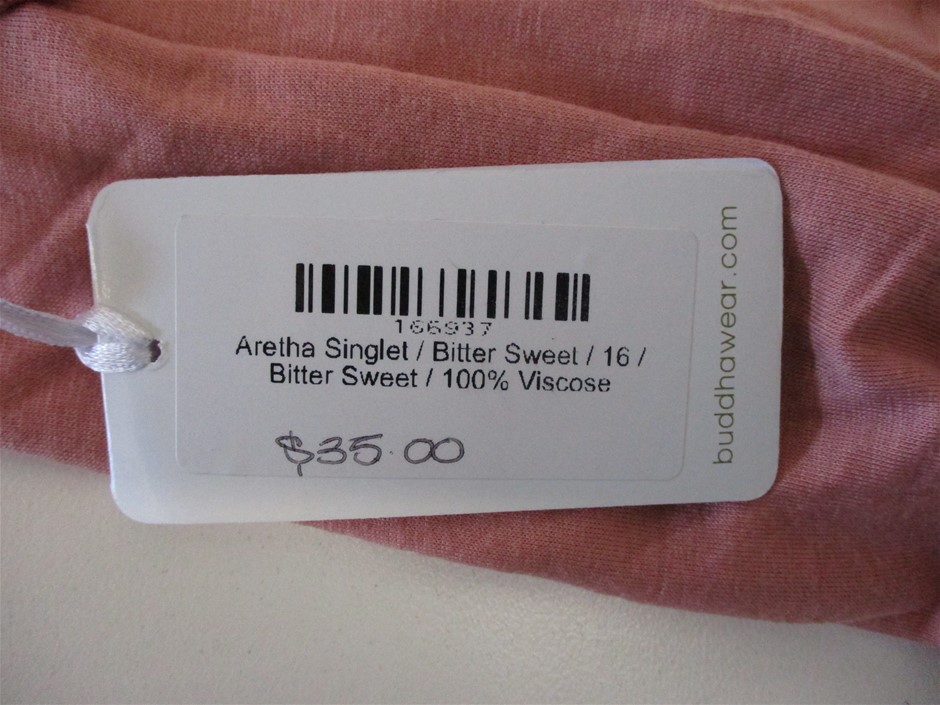 166937
Aretha Singlet / Bitter Sweet / 16 /
Bitter Sweet / 100% Viscose
$35.00
buddhawear.com